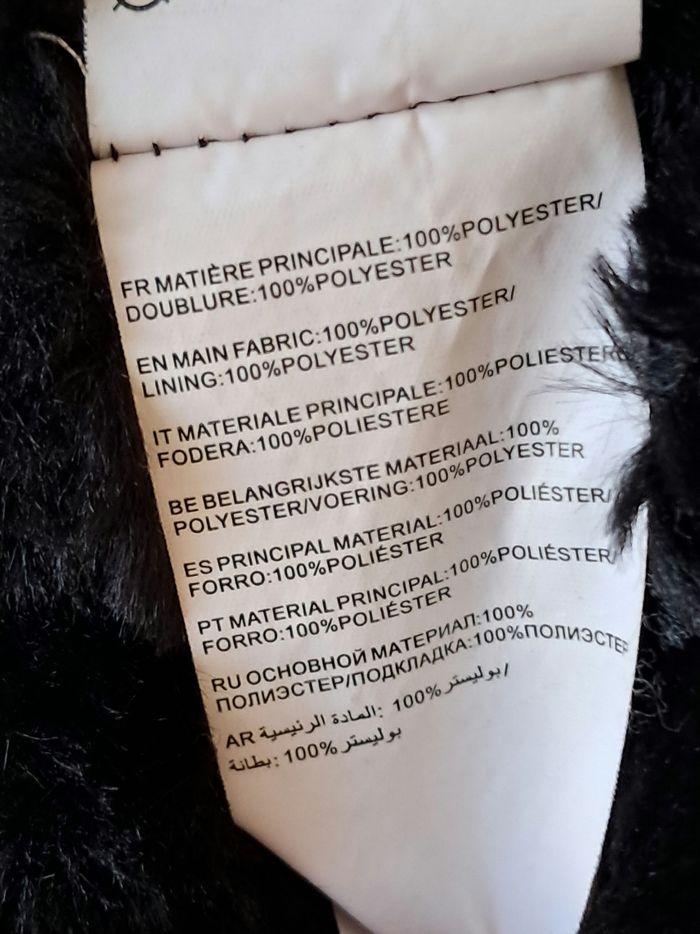 FR MATIÈRE PRINCIPALE:100%POLYESTER/
DOUBLURE:100%POLYESTER
EN MAIN FABRIC:100%POLYESTER/
LINING:100%POLYESTER
IT MATERIALE PRINCIPALE:100%POLIESTERE
FODERA:100%POLIESTERE
BE BELANGRIJKSTE MATERIAAL:100%
POLYESTER/VOERING:100%POLYESTER
ES PRINCIPAL MATERIAL:100%POLIÉSTER/
FORRO:100%POLIÉSTER
PT MATERIAL PRINCIPAL:100%POLIÉSTER/
FORRO:100%POLIÉSTER
RU ОСНОВНОЙ МАТЕРИАЛ:100%
ПОЛИЭСТЕР/ПОДКЛАДКА:100%ПОЛИЭСТЕР
AR المادة الرئيسية: 100% بوليستر/
بطانة: 100% بوليستر